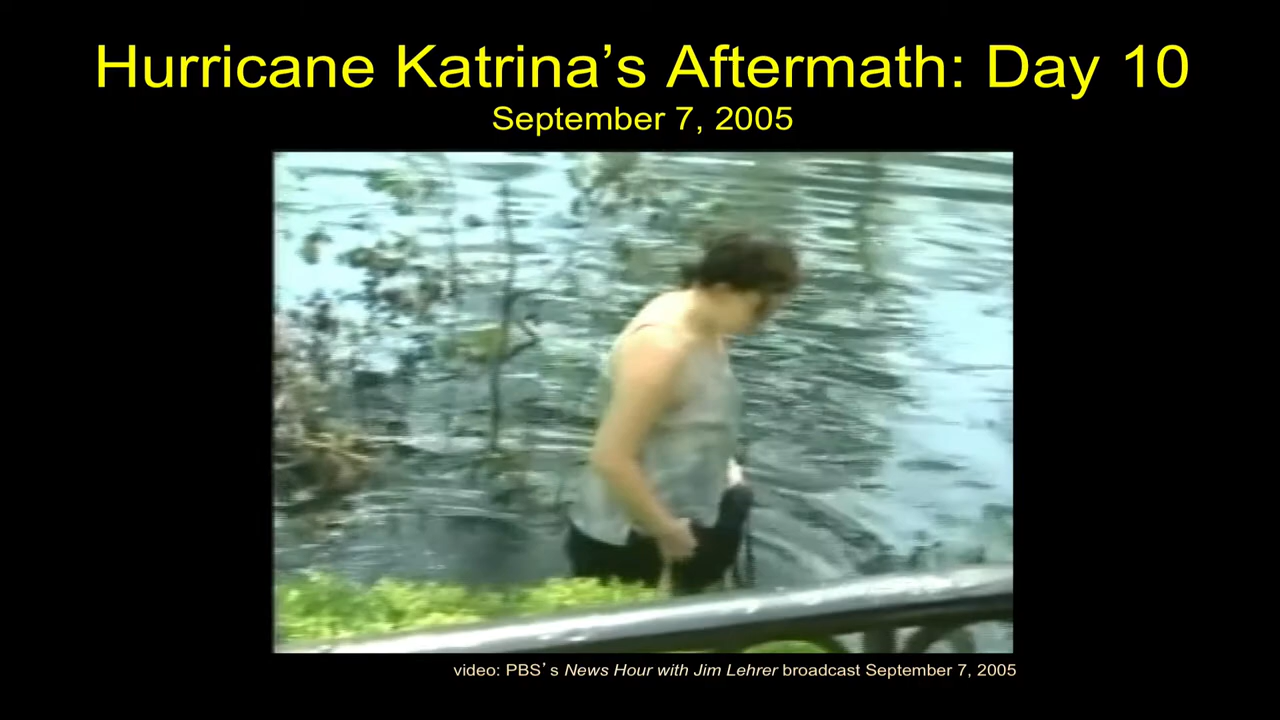 Hurricane Katrina’s Aftermath: Day 10
September 7, 2005
video: PBS’s News Hour with Jim Lehrer broadcast September 7, 2005